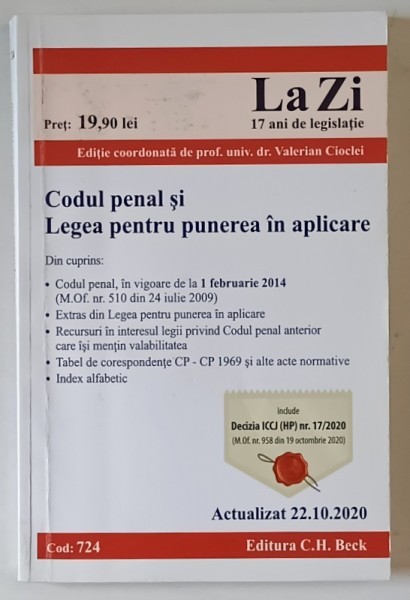 La Zi
Preț: 19,90 lei
17 ani de legislație
Ediție coordonată de prof. univ. dr. Valerian Cioclei
Codul penal și
Legea pentru punerea în aplicare
Din cuprins:
• Codul penal, în vigoare de la 1 februarie 2014
(M.Of. nr. 510 din 24 iulie 2009)
• Extras din Legea pentru punerea în aplicare
• Recursuri în interesul legii privind Codul penal anterior
care își mențin valabilitatea
• Tabel de corespondențe CP - CP 1969 și alte acte normative
• Index alfabetic
include
Decizia ICCJ (HP) nr. 17/2020
(M.Of. nr. 958 din 19 octombrie 2020)
Actualizat 22.10.2020
Cod: 724
Editura C.H. Beck